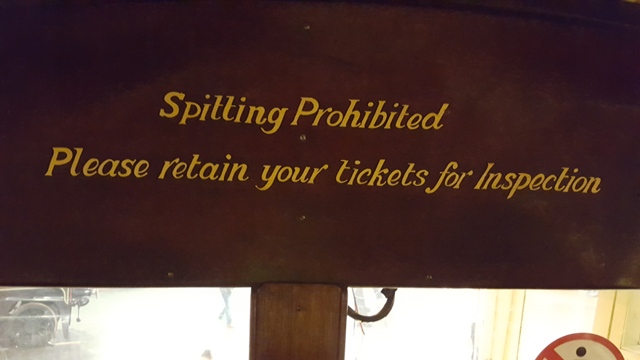 Spitting Prohibited
Please retain your tickets for Inspection